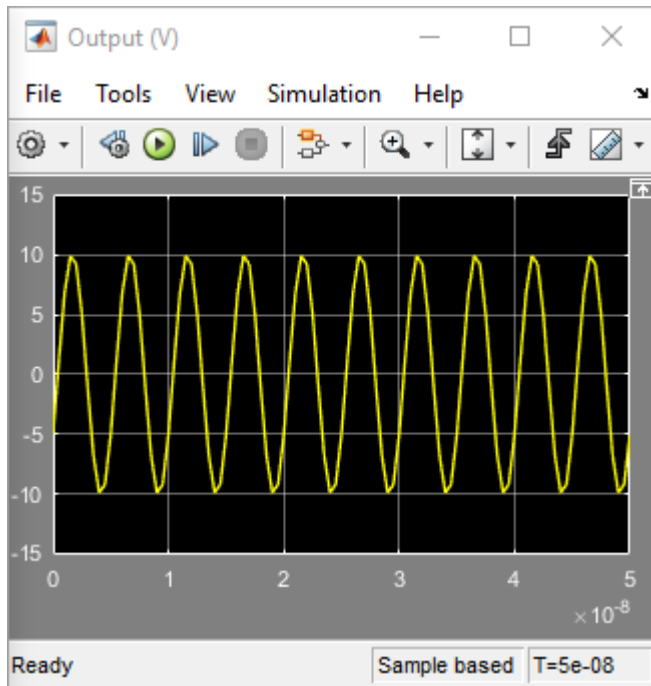 Output (V)
File Tools View Simulation Help
15
10
5
0
-5
-10
-15
0 1 2 3 4 5
×10-8
Ready Sample based T=5e-08